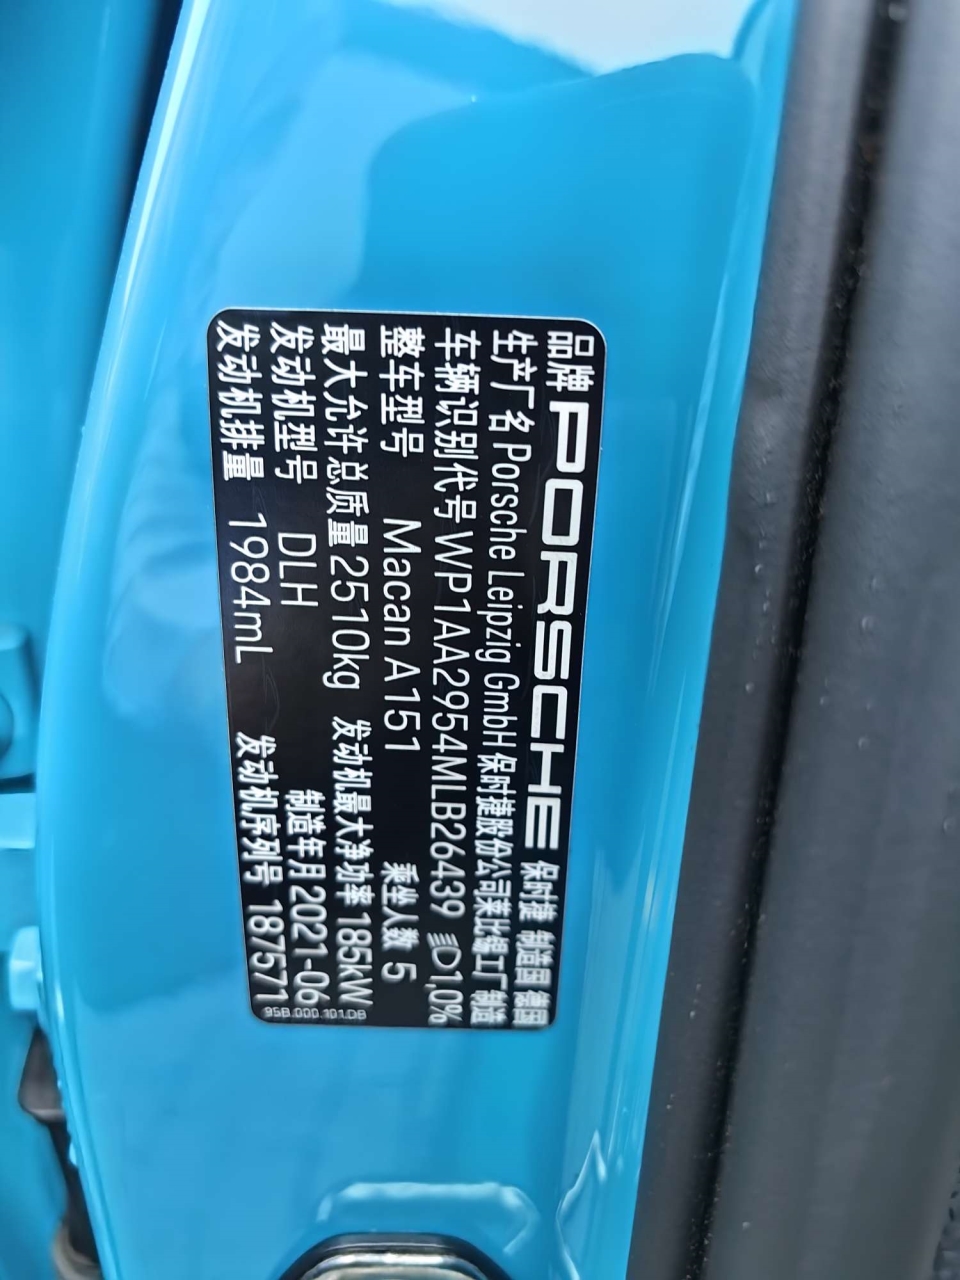 品牌 PORSCHE 保时捷 制造国 德国
生产厂名 Porsche Leipzig GmbH 保时捷股份公司莱比锡工厂制造
车辆识别代号 WP1AA2954MLB26439 D1,0%
整车型号 Macan A151 乘坐人数 5
最大允许总质量 2510kg 发动机最大净功率 185kW
发动机型号 DLH 制造年月 2021-06
发动机排量 1984mL 发动机序列号 187571
95B.000.101.DB